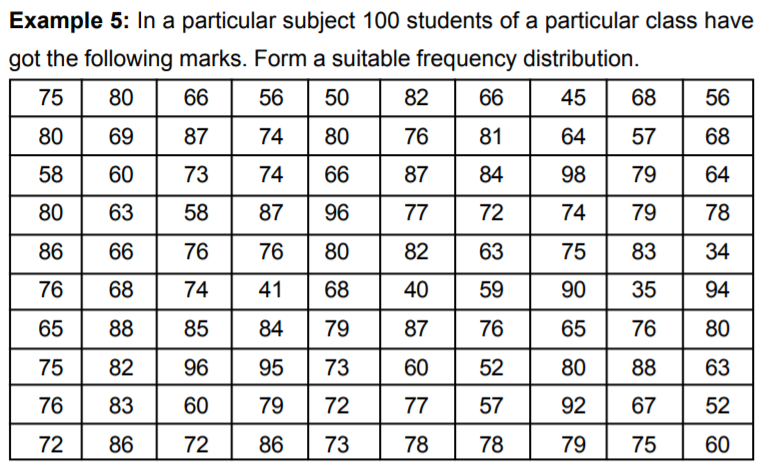 Example 5: In a particular subject 100 students of a particular class have
got the following marks. Form a suitable frequency distribution.
75 80 66 56 50 82 66 45 68 56
80 69 87 74 80 76 81 64 57 68
58 60 73 74 66 87 84 98 79 64
80 63 58 87 96 77 72 74 79 78
86 66 76 76 80 82 63 75 83 34
76 68 74 41 68 40 59 90 35 94
65 88 85 84 79 87 76 65 76 80
75 82 96 95 73 60 52 80 88 63
76 83 60 79 72 77 57 92 67 52
72 86 72 86 73 78 78 79 75 60